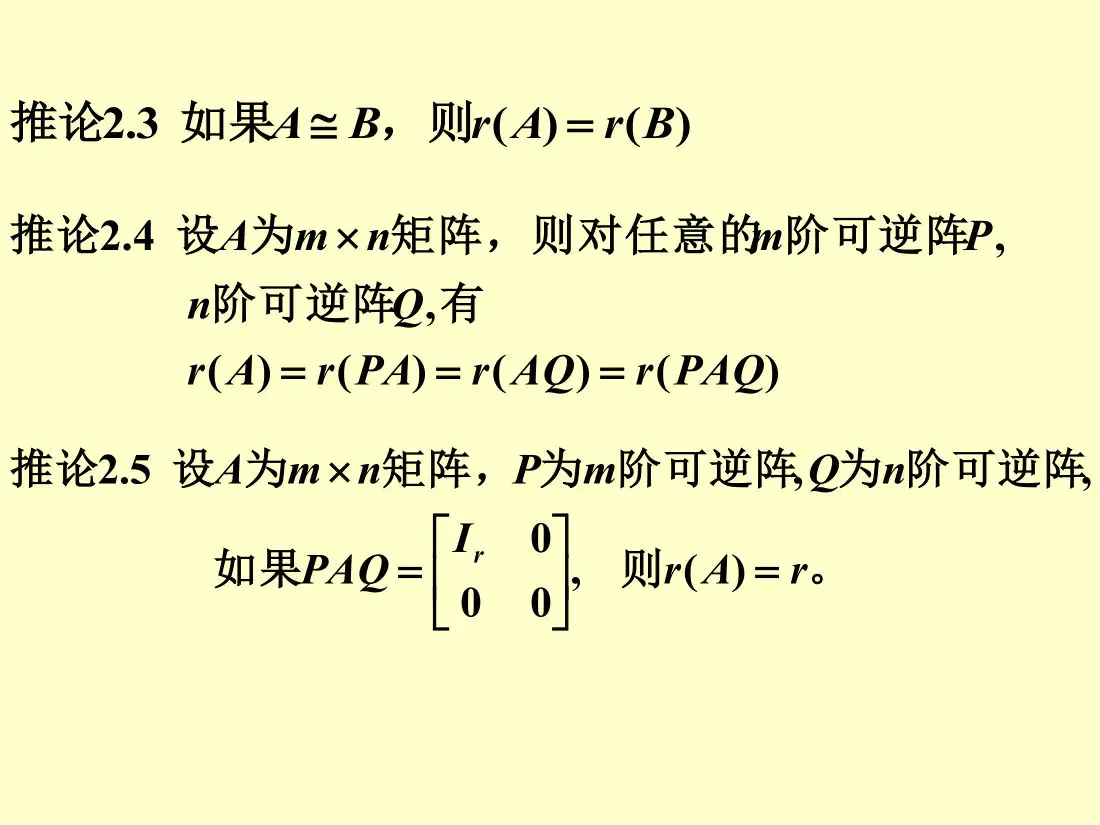 推论2.3 如果A≅B，则r(A)=r(B)
推论2.4 设A为m×n矩阵，则对任意的m阶可逆阵P,
n阶可逆阵Q,有
r(A)=r(PA)=r(AQ)=r(PAQ)
推论2.5 设A为m×n矩阵，P为m阶可逆阵,Q为n阶可逆阵,
如果PAQ=[I_r 0
0 0], 则r(A)=r。